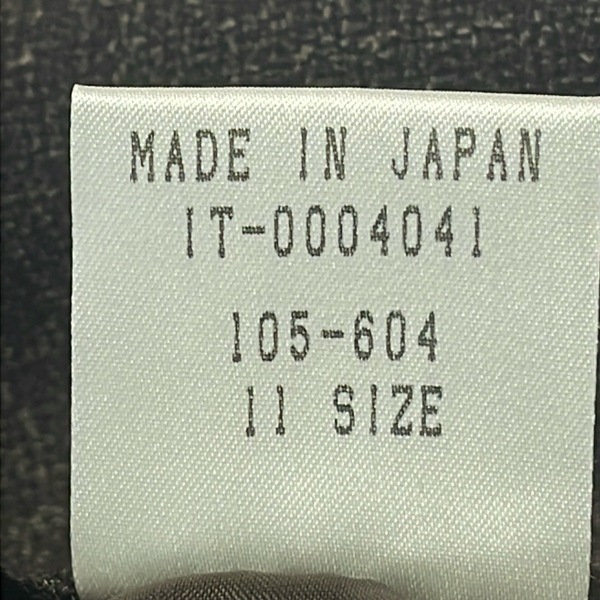 MADE IN JAPAN
IT-0004041
105-604
11 SIZE